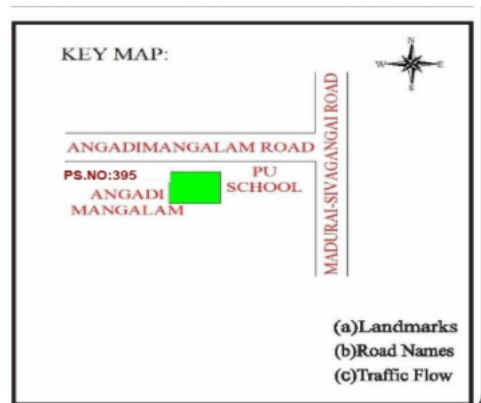 KEY MAP:
N
W
E
S
ANGADIMANGALAM ROAD
MADURAI-SIVAGANGAI ROAD
PS.NO:395
ANGADI
MANGALAM
PU
SCHOOL
(a)Landmarks
(b)Road Names
(c)Traffic Flow